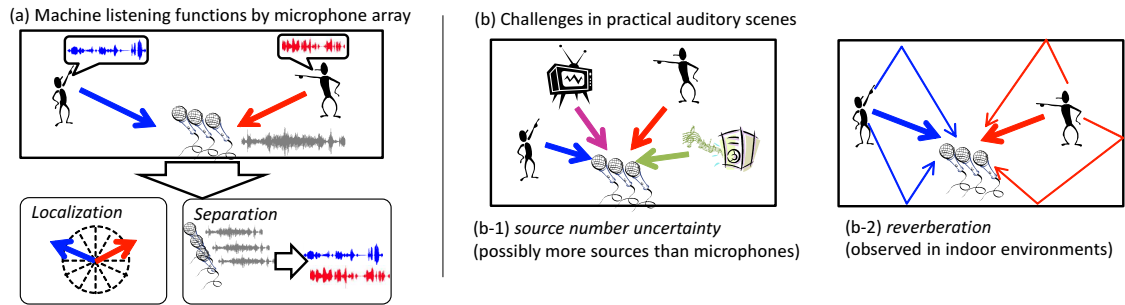 (a) Machine listening functions by microphone array
Localization
Separation
(b) Challenges in practical auditory scenes
(b-1) source number uncertainty
(possibly more sources than microphones)
(b-2) reverberation
(observed in indoor environments)